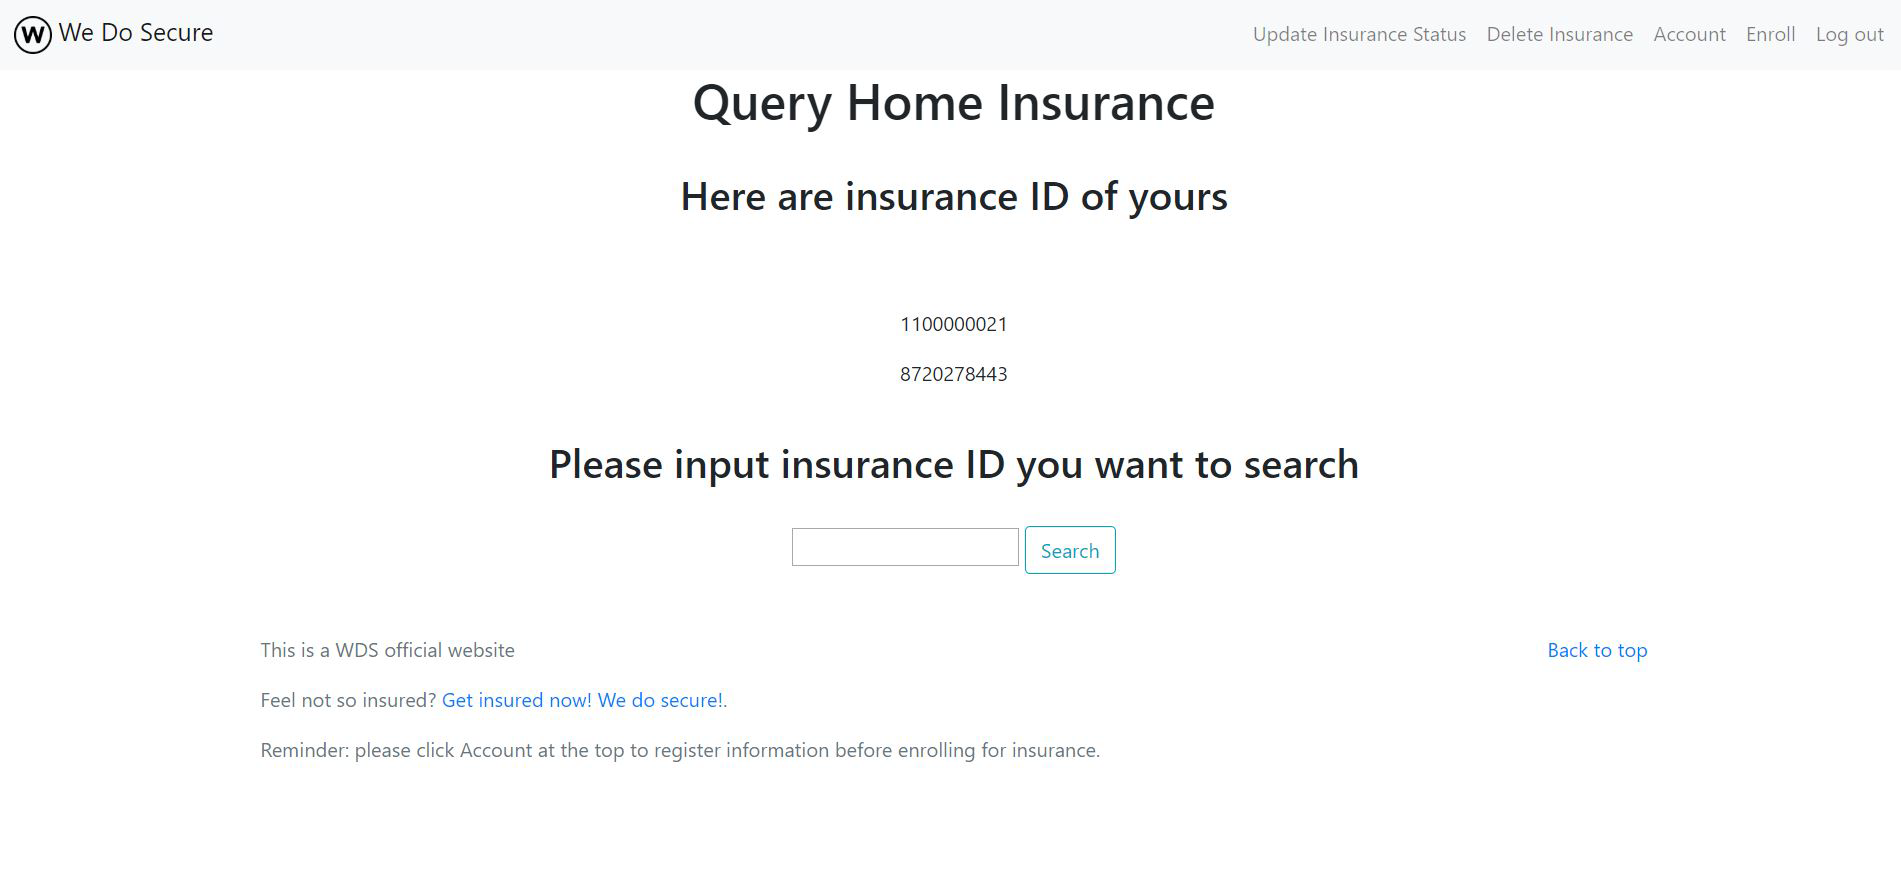 W We Do Secure Update Insurance Status Delete Insurance Account Enroll Log out
Query Home Insurance
Here are insurance ID of yours
1100000021
8720278443
Please input insurance ID you want to search
Search
This is a WDS official website Back to top
Feel not so insured? Get insured now! We do secure!.
Reminder: please click Account at the top to register information before enrolling for insurance.